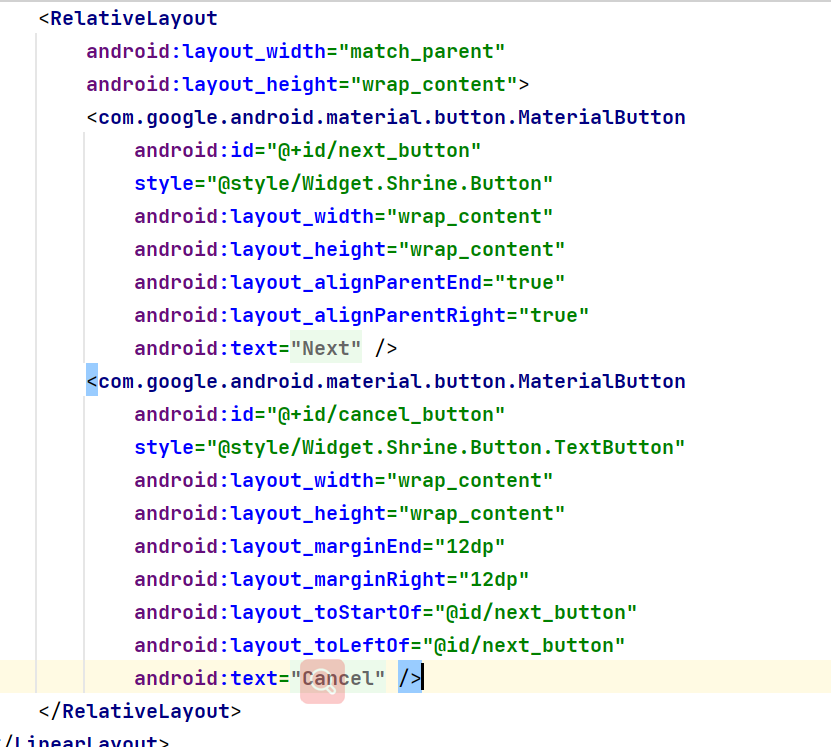 <RelativeLayout
android:layout_width="match_parent"
android:layout_height="wrap_content">
<com.google.android.material.button.MaterialButton
android:id="@+id/next_button"
style="@style/Widget.Shrine.Button"
android:layout_width="wrap_content"
android:layout_height="wrap_content"
android:layout_alignParentEnd="true"
android:layout_alignParentRight="true"
android:text="Next" />
<com.google.android.material.button.MaterialButton
android:id="@+id/cancel_button"
style="@style/Widget.Shrine.Button.TextButton"
android:layout_width="wrap_content"
android:layout_height="wrap_content"
android:layout_marginEnd="12dp"
android:layout_marginRight="12dp"
android:layout_toStartOf="@id/next_button"
android:layout_toLeftOf="@id/next_button"
android:text="Cancel" />
</RelativeLayout>
/LinearLayout>